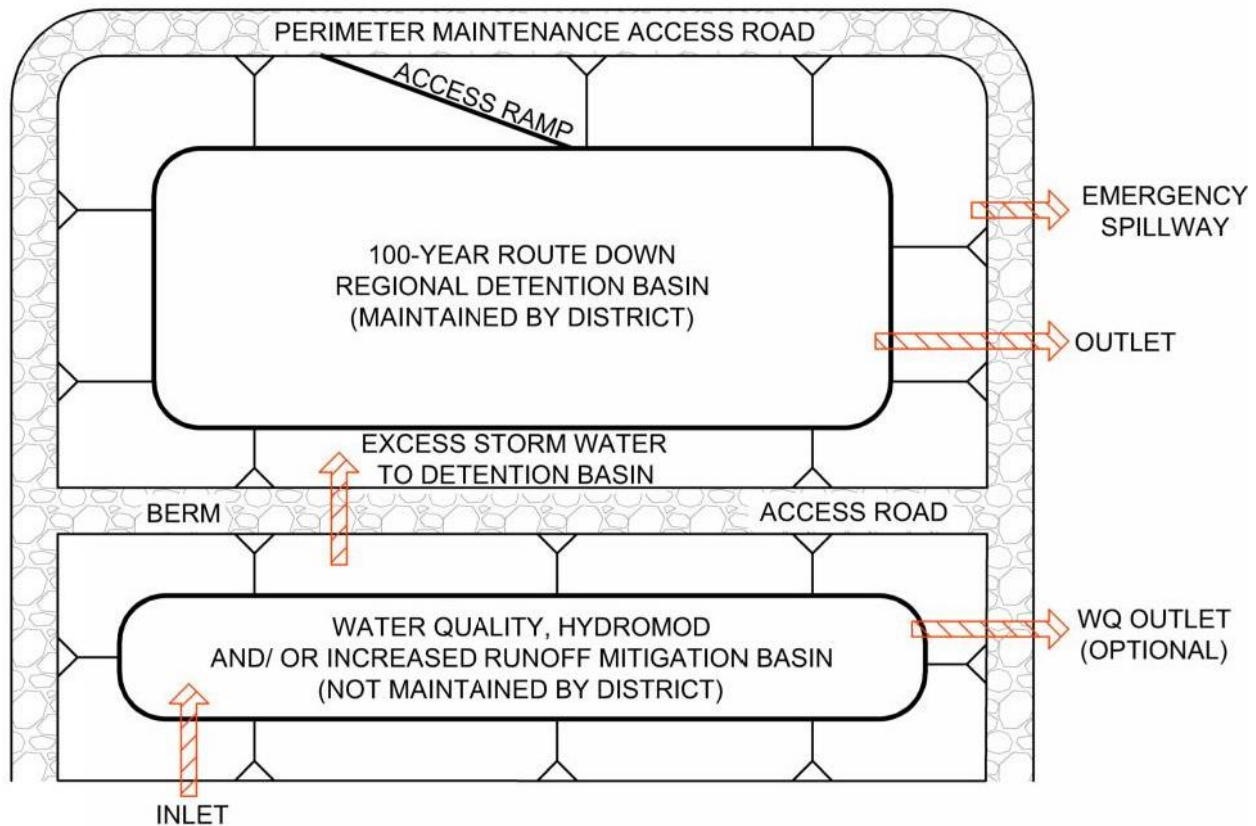 PERIMETER MAINTENANCE ACCESS ROAD
ACCESS RAMP
EMERGENCY
SPILLWAY
100-YEAR ROUTE DOWN
REGIONAL DETENTION BASIN
(MAINTAINED BY DISTRICT)
OUTLET
EXCESS STORM WATER
TO DETENTION BASIN
BERM
ACCESS ROAD
WATER QUALITY, HYDROMOD
AND/ OR INCREASED RUNOFF MITIGATION BASIN
(NOT MAINTAINED BY DISTRICT)
WQ OUTLET
(OPTIONAL)
INLET